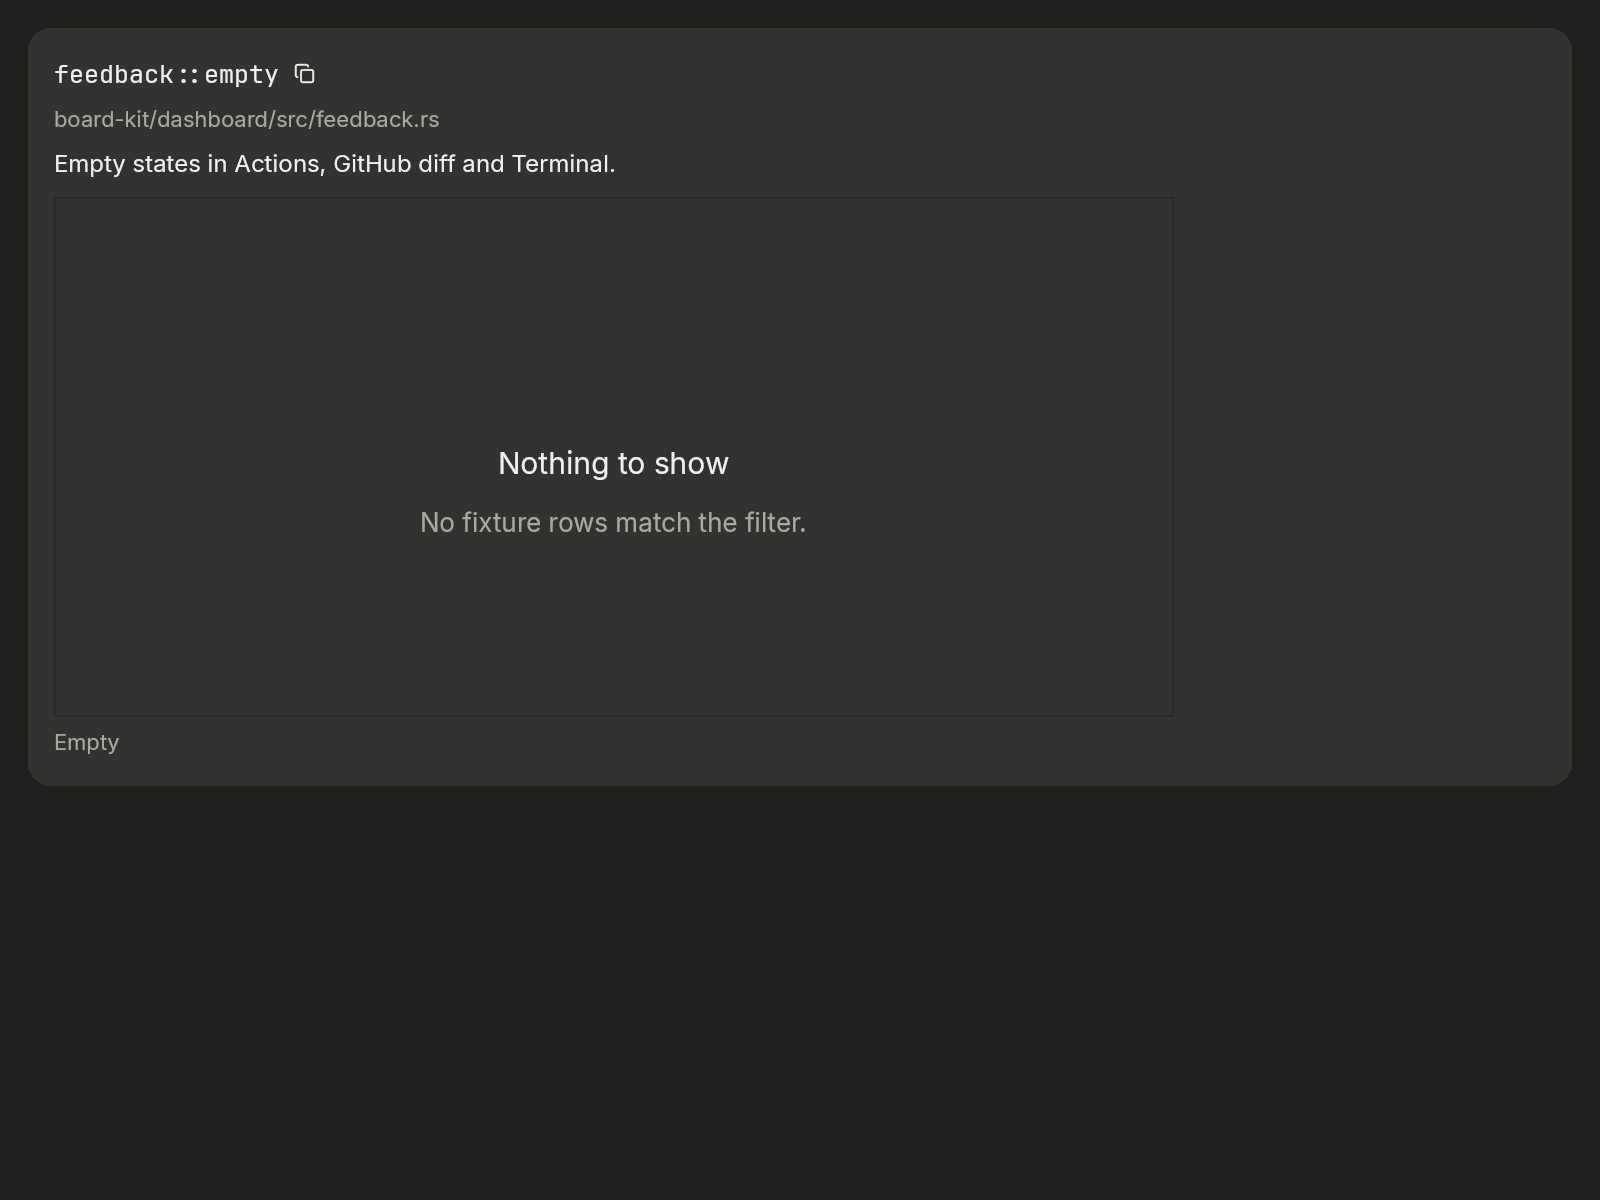 feedback::empty
board-kit/dashboard/src/feedback.rs
Empty states in Actions, GitHub diff and Terminal.
Nothing to show
No fixture rows match the filter.
Empty